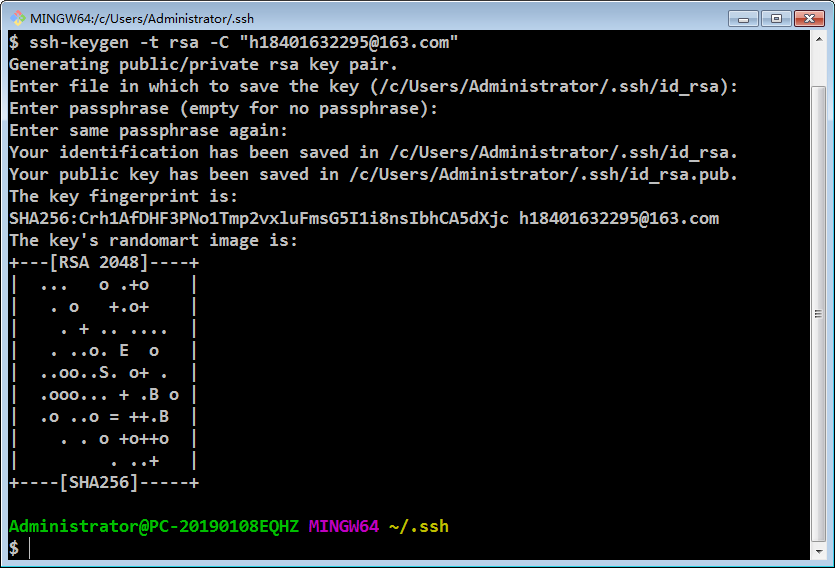 MINGW64:/c/Users/Administrator/.ssh
$ ssh-keygen -t rsa -C "h18401632295@163.com"
Generating public/private rsa key pair.
Enter file in which to save the key (/c/Users/Administrator/.ssh/id_rsa):
Enter passphrase (empty for no passphrase):
Enter same passphrase again:
Your identification has been saved in /c/Users/Administrator/.ssh/id_rsa.
Your public key has been saved in /c/Users/Administrator/.ssh/id_rsa.pub.
The key fingerprint is:
SHA256:Crh1AfDHF3PNo1Tmp2vxluFmsG5I1i8nsIbhCA5dXjc h18401632295@163.com
The key's randomart image is:
+---[RSA 2048]----+
|  ...   o .+o    |
|   . o   +.o+    |
|    . + .. ....  |
|   . ..o. E  o   |
|  ..oo..S. o+ .  |
|  .ooo... + .B o |
|  .o ..o = ++.B  |
|    . . o +o++o  |
|         . ..+   |
+----[SHA256]-----+
Administrator@PC-20190108EQHZ MINGW64 ~/.ssh
$